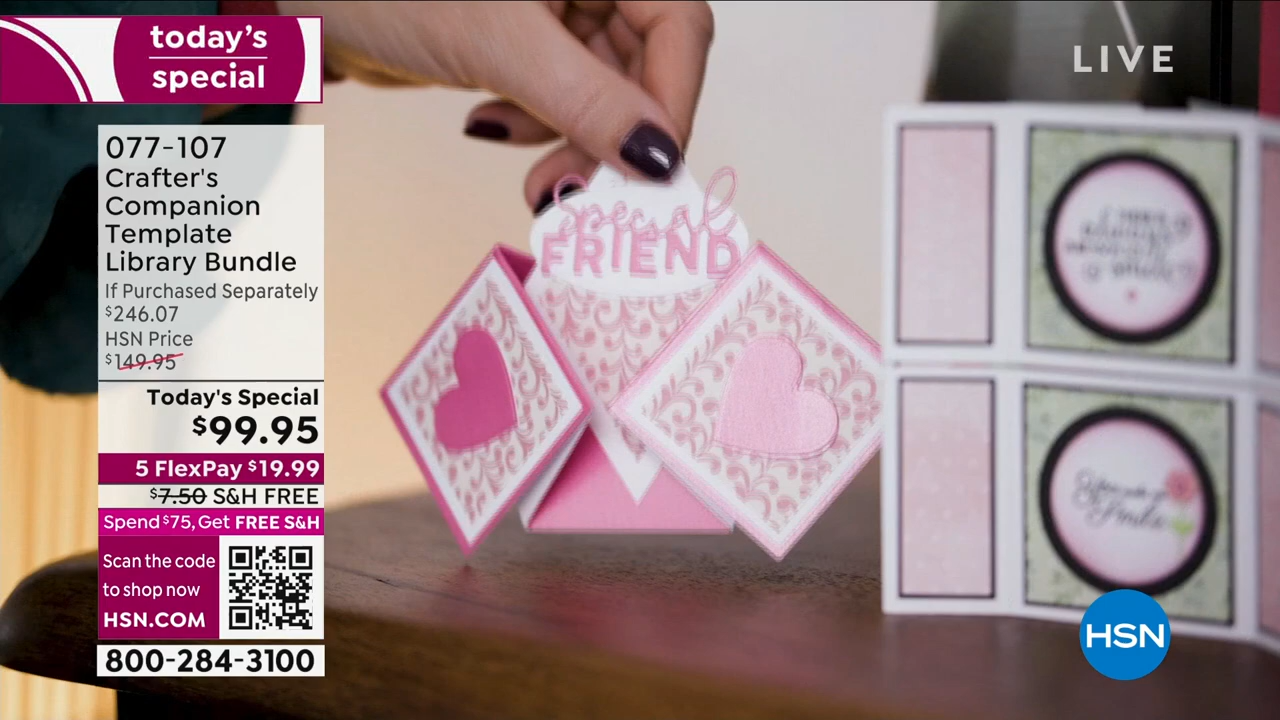 today's
special
LIVE
077-107
Crafter's
Companion
Template
Library Bundle
If Purchased Separately
$246.07
HSN Price
$149.95
Today's Special
$99.95
5 FlexPay $19.99
$7.50 S&H FREE
Spend $75, Get FREE S&H
Scan the code
to shop now
HSN.COM
800-284-3100
Special
FRIEND
HSN